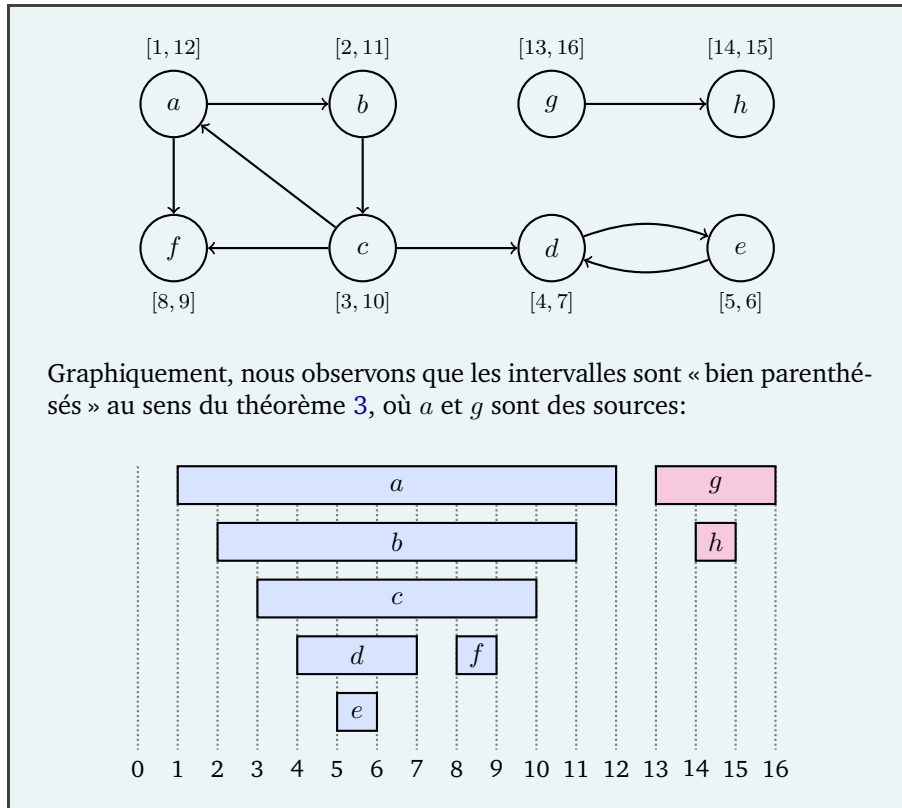 [1, 12] [2, 11] [13, 16] [14, 15]
a b g h
f c d e
[8, 9] [3, 10] [4, 7] [5, 6]
Graphiquement, nous observons que les intervalles sont « bien parenthé-
sés » au sens du théorème 3, où a et g sont des sources:
a g
b h
c
d f
e
0 1 2 3 4 5 6 7 8 9 10 11 12 13 14 15 16